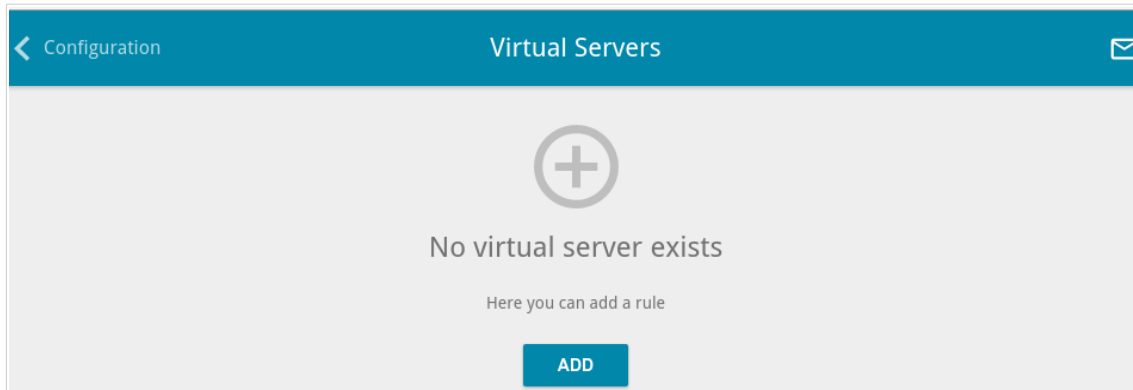 Configuration
Virtual Servers
No virtual server exists
Here you can add a rule
ADD